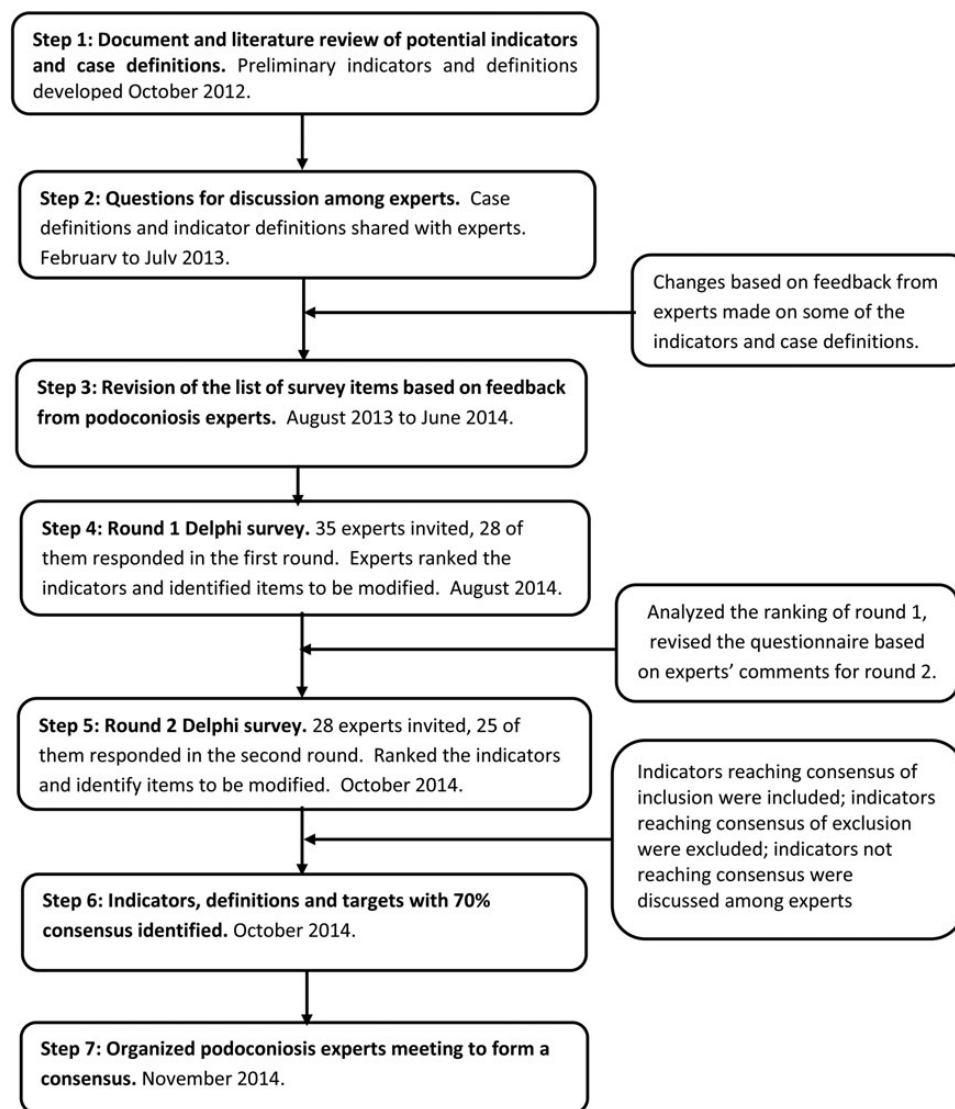 Step 1: Document and literature review of potential indicators
and case definitions. Preliminary indicators and definitions
developed October 2012.
Step 2: Questions for discussion among experts. Case
definitions and indicator definitions shared with experts.
February to July 2013.
Changes based on feedback from
experts made on some of the
indicators and case definitions.
Step 3: Revision of the list of survey items based on feedback
from podoconiosis experts. August 2013 to June 2014.
Step 4: Round 1 Delphi survey. 35 experts invited, 28 of
them responded in the first round. Experts ranked the
indicators and identified items to be modified. August 2014.
Analyzed the ranking of round 1,
revised the questionnaire based
on experts’ comments for round 2.
Step 5: Round 2 Delphi survey. 28 experts invited, 25 of
them responded in the second round. Ranked the indicators
and identify items to be modified. October 2014.
Indicators reaching consensus of
inclusion were included; indicators
reaching consensus of exclusion
were excluded; indicators not
reaching consensus were
discussed among experts
Step 6: Indicators, definitions and targets with 70%
consensus identified. October 2014.
Step 7: Organized podoconiosis experts meeting to form a
consensus. November 2014.